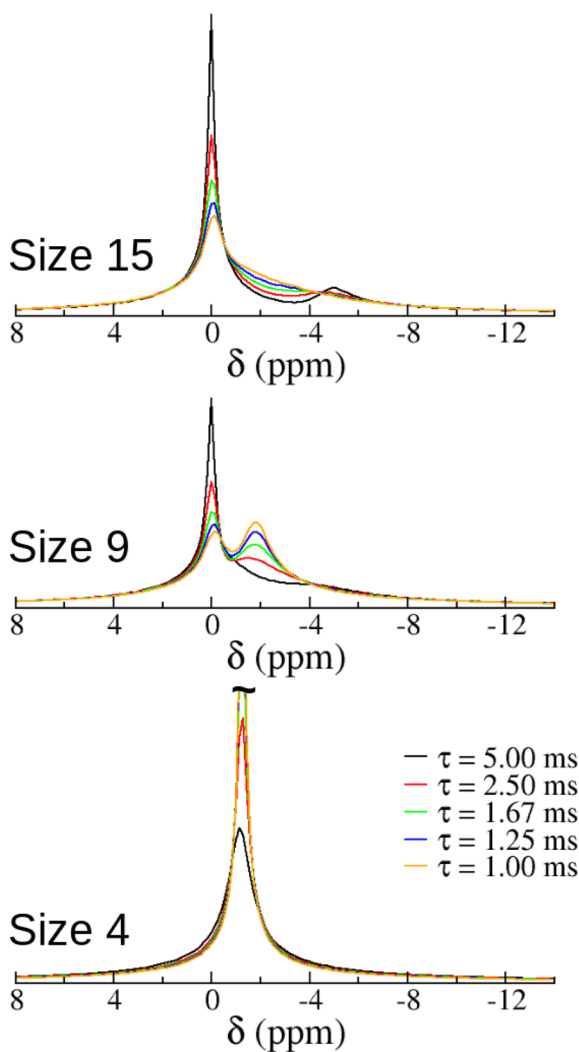 Size 15
8 4 0 -4 -8 -12
δ (ppm)
Size 9
8 4 0 -4 -8 -12
δ (ppm)
τ = 5.00 ms
τ = 2.50 ms
τ = 1.67 ms
τ = 1.25 ms
τ = 1.00 ms
Size 4
8 4 0 -4 -8 -12
δ (ppm)